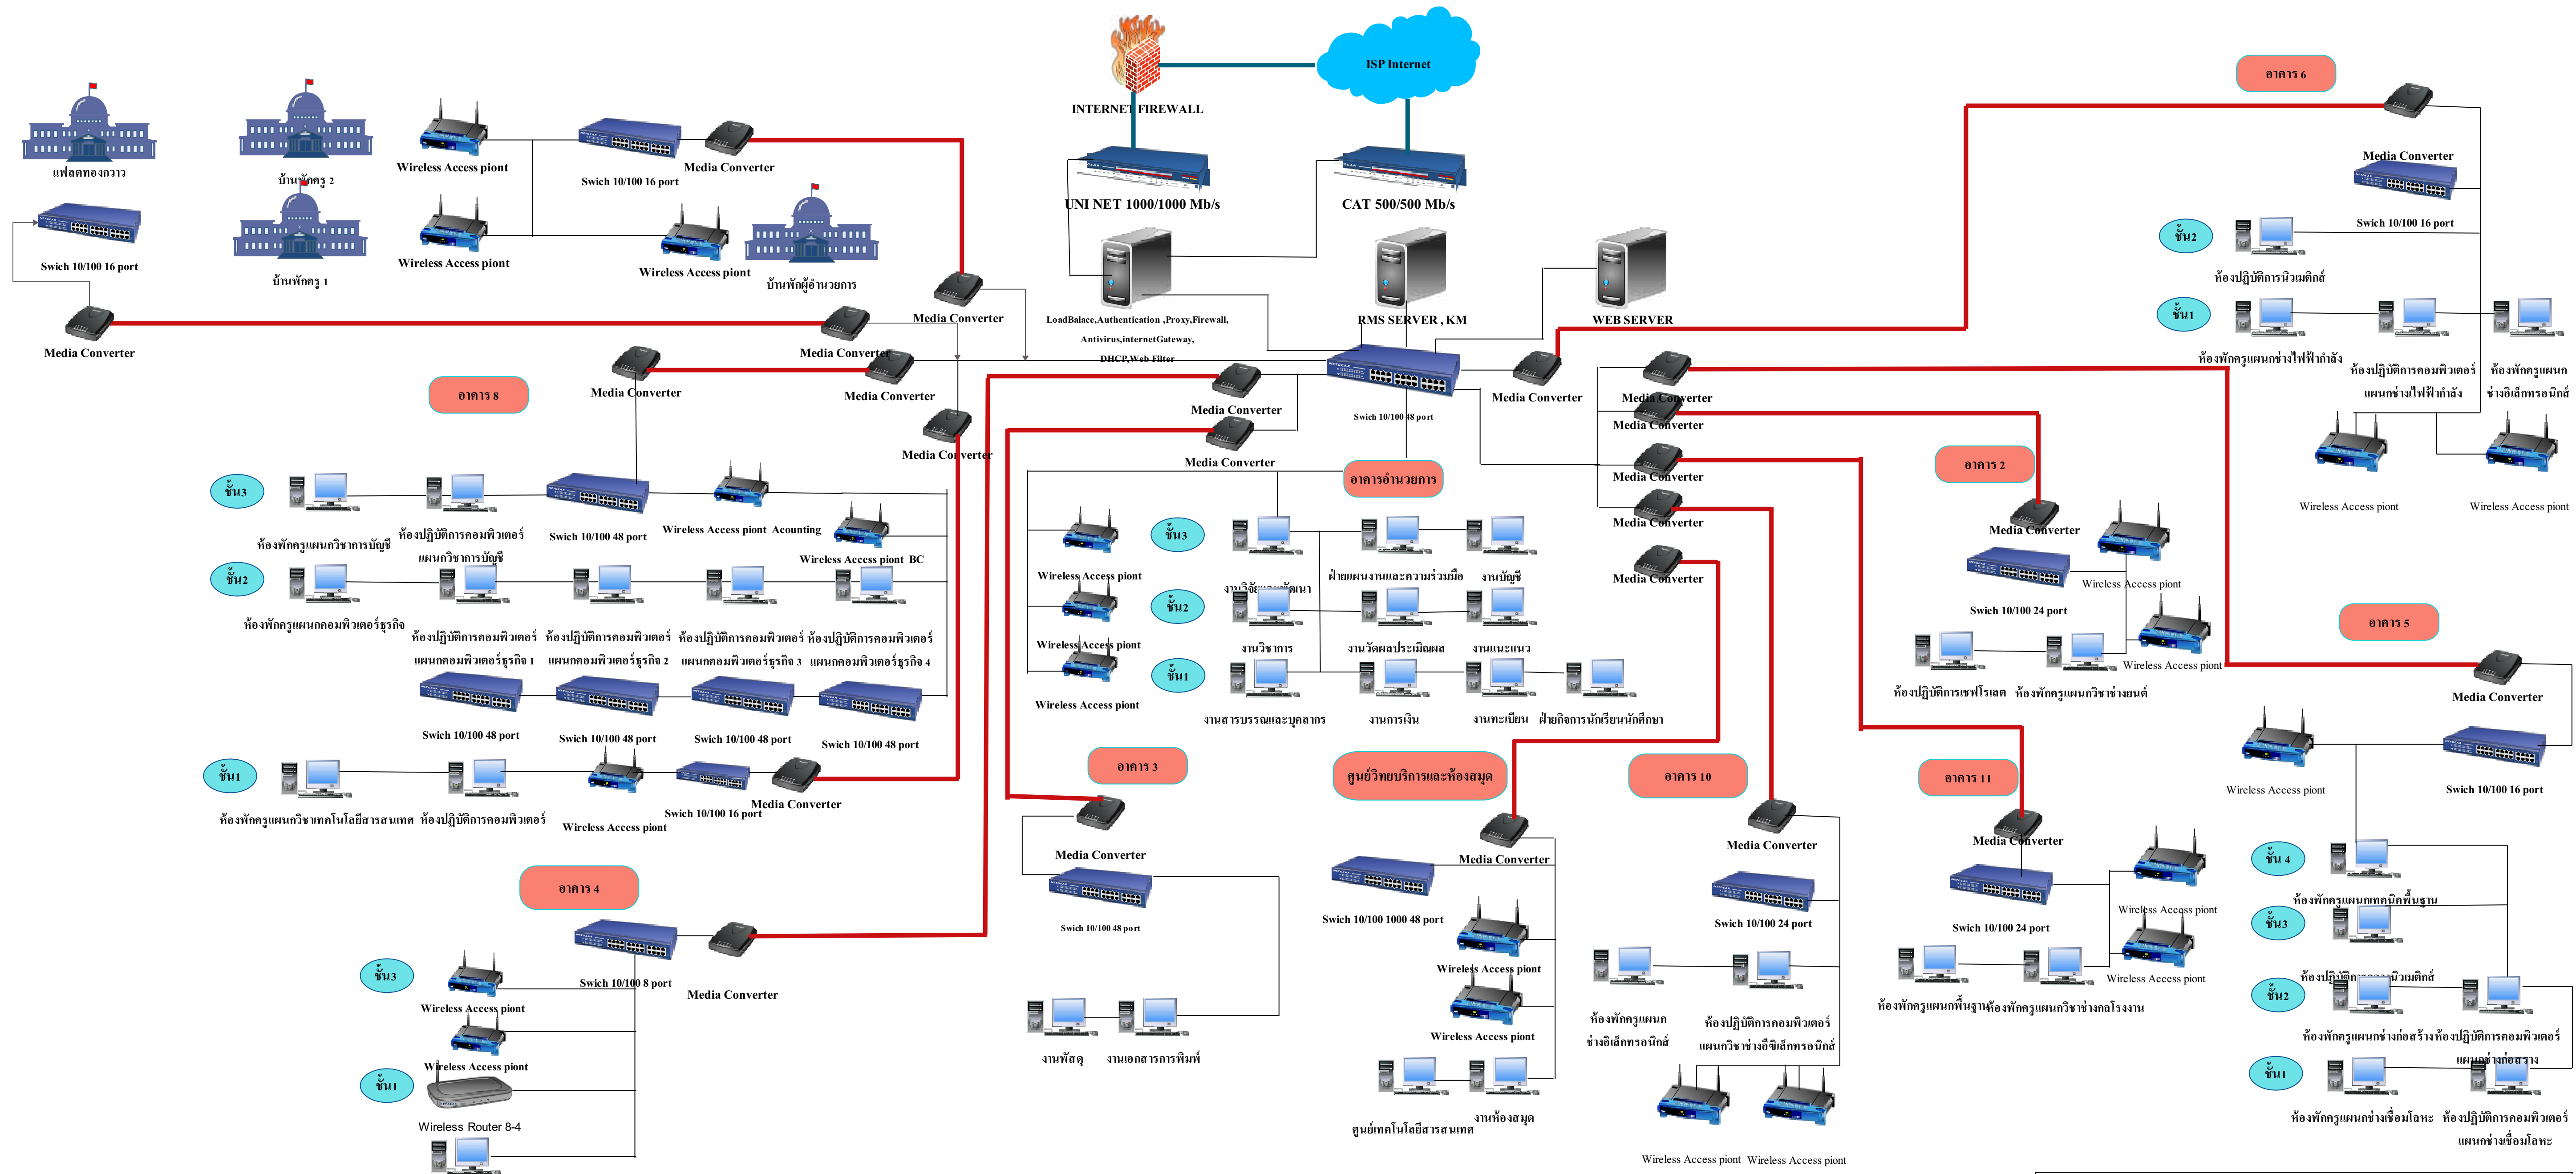 ISP Internet
INTERNET FIREWALL
UNI NET 1000/1000 Mb/s
CAT 500/500 Mb/s
LoadBalace,Authentication ,Proxy,Firewall,
Antivirus,internetGateway,
DHCP,Web Filter
RMS SERVER , KM
WEB SERVER
Swich 10/100 48 port
Media Converter
แฟลตทองกวาว
Swich 10/100 16 port
Media Converter
บ้านพักครู 2
บ้านพักครู 1
Wireless Access piont
Wireless Access piont
Swich 10/100 16 port
Media Converter
Wireless Access piont
บ้านพักผู้อำนวยการ
Media Converter
Media Converter
Media Converter
Media Converter
Media Converter
อาคาร 8
ชั้น3
ห้องพักครูแผนกวิชาการบัญชี
ห้องปฏิบัติการคอมพิวเตอร์
แผนกวิชาการบัญชี
Swich 10/100 48 port
Wireless Access piont Acounting
Wireless Access piont BC
ชั้น2
ห้องพักครูแผนกคอมพิวเตอร์ธุรกิจ
ห้องปฏิบัติการคอมพิวเตอร์
แผนกคอมพิวเตอร์ธุรกิจ 1
ห้องปฏิบัติการคอมพิวเตอร์
แผนกคอมพิวเตอร์ธุรกิจ 2
ห้องปฏิบัติการคอมพิวเตอร์
แผนกคอมพิวเตอร์ธุรกิจ 3
ห้องปฏิบัติการคอมพิวเตอร์
แผนกคอมพิวเตอร์ธุรกิจ 4
Swich 10/100 48 port
Swich 10/100 48 port
Swich 10/100 48 port
Swich 10/100 48 port
ชั้น1
ห้องพักครูแผนกวิชาเทคโนโลยีสารสนเทศ
ห้องปฏิบัติการคอมพิวเตอร์
Wireless Access piont
Swich 10/100 16 port
Media Converter
อาคาร 4
Swich 10/100 8 port
Media Converter
ชั้น3
Wireless Access piont
Wireless Access piont
ชั้น1
Wireless Router 8-4
Media Converter
Media Converter
อาคารอำนวยการ
Wireless Access piont
Wireless Access piont
Wireless Access piont
ชั้น3
งานวิจัยและพัฒนา
ฝ่ายแผนงานและความร่วมมือ
งานบัญชี
ชั้น2
งานวิชาการ
งานวัดผลประเมิณผล
งานแนะแนว
ชั้น1
งานสารบรรณและบุคลากร
งานการเงิน
งานทะเบียน
ฝ่ายกิจการนักเรียนนักศึกษา
อาคาร 3
Media Converter
Swich 10/100 48 port
งานพัสดุ
งานเอกสารการพิมพ์
ศูนย์วิทยบริการและห้องสมุด
Media Converter
Swich 10/100 1000 48 port
Wireless Access piont
Wireless Access piont
ศูนย์เทคโนโลยีสารสนเทศ
งานห้องสมุด
Media Converter
Media Converter
Media Converter
Media Converter
Media Converter
อาคาร 10
Media Converter
Swich 10/100 24 port
ห้องพักครูแผนก
ช่างอิเล็กทรอนิกส์
ห้องปฏิบัติการคอมพิวเตอร์
แผนกวิชาช่างอีขิเล็กทรอนิกส์
Wireless Access piont
Wireless Access piont
อาคาร 11
Media Converter
Swich 10/100 24 port
Wireless Access piont
Wireless Access piont
ห้องพักครูแผนกพื้นฐาน
ห้องพักครูแผนกวิชาช่างกลโรงงาน
อาคาร 2
Media Converter
Swich 10/100 24 port
Wireless Access piont
Wireless Access piont
ห้องปฏิบัติการเชฟโรเลต
ห้องพักครูแผนกวิชาช่างยนต์
อาคาร 6
Media Converter
Swich 10/100 16 port
ชั้น2
ห้องปฏิบัติการนิวเมติกส์
ชั้น1
ห้องพักครูแผนกช่างไฟฟ้ากำลัง
ห้องปฏิบัติการคอมพิวเตอร์
แผนกช่างไฟฟ้ากำลัง
ห้องพักครูแผนก
ช่างอิเล็กทรอนิกส์
Wireless Access piont
Wireless Access piont
อาคาร 5
Media Converter
Wireless Access piont
Swich 10/100 16 port
ชั้น 4
ห้องพักครูแผนกเทคนิคพื้นฐาน
ชั้น3
ชั้น2
ห้องพักครูแผนกช่างก่อสร้าง
ห้องปฏิบัติการคอมพิวเตอร์
แผนกช่างก่อสราง
ชั้น1
ห้องพักครูแผนกช่างเชื่อมโลหะ
ห้องปฏิบัติการคอมพิวเตอร์
แผนกช่างเชื่อมโลหะ